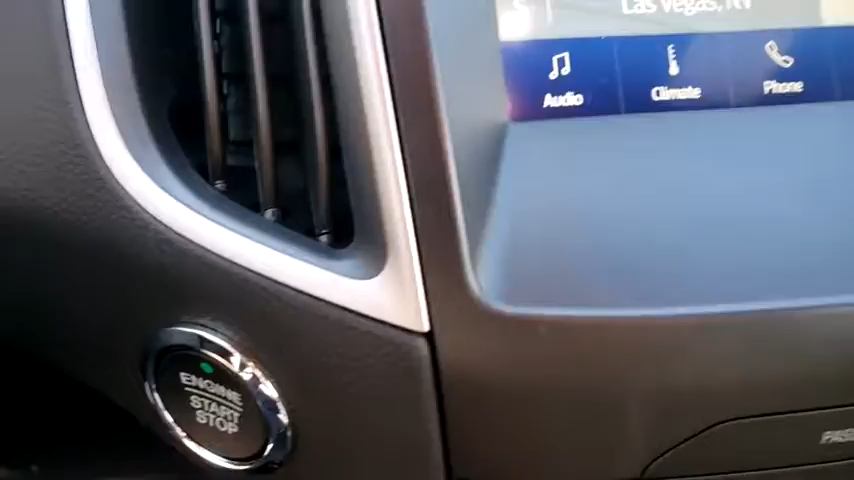 Las Vegas, NV
Audio
Climate
Phone
ENGINE
START
STOP